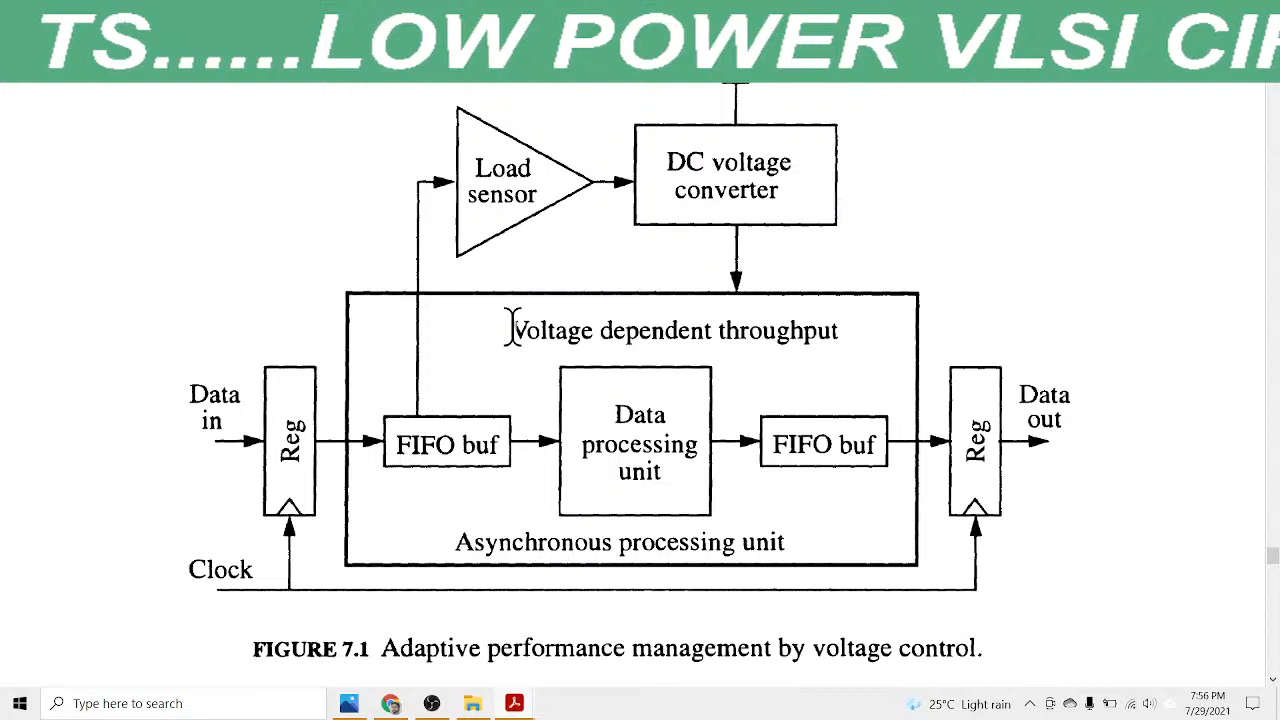 TS......LOW POWER VLSI CIR
Load
sensor
DC voltage
converter
Voltage dependent throughput
Data
in
Reg
FIFO buf
Data
processing
unit
FIFO buf
Reg
Data
out
Asynchronous processing unit
Clock
FIGURE 7.1 Adaptive performance management by voltage control.
Type here to search
25°C Light rain
7:56 PM
7/29/2021